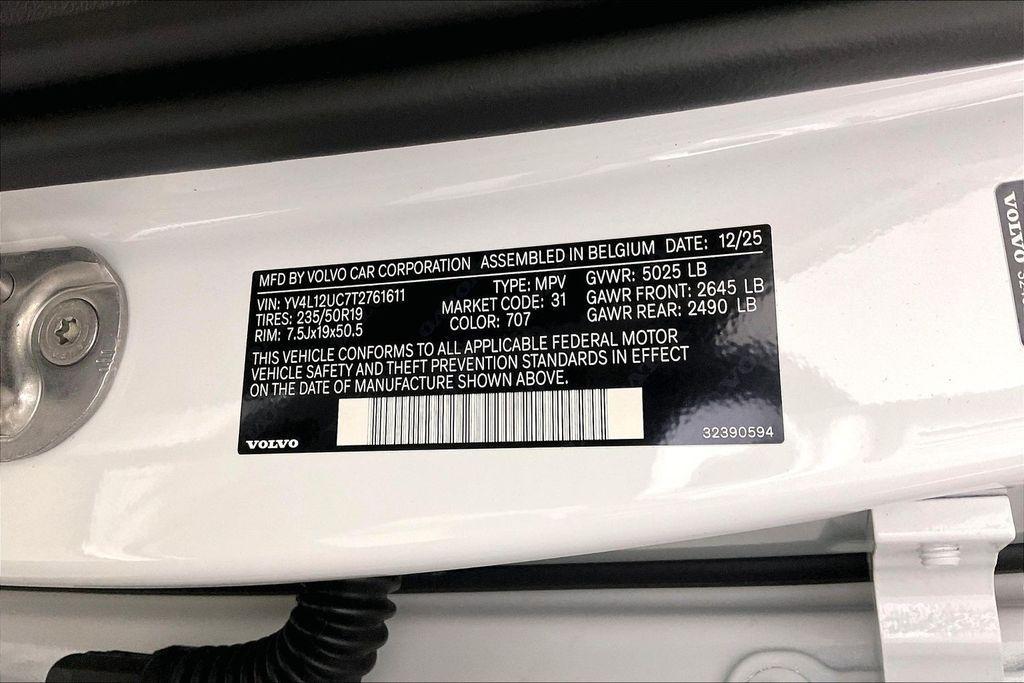 MFD BY VOLVO CAR CORPORATION ASSEMBLED IN BELGIUM DATE: 12/25
VIN: YV4L12UC7T2761611 TYPE: MPV GVWR: 5025 LB
TIRES: 235/50R19 MARKET CODE: 31 GAWR FRONT: 2645 LB
RIM: 7.5Jx19x50.5 COLOR: 707 GAWR REAR: 2490 LB
THIS VEHICLE CONFORMS TO ALL APPLICABLE FEDERAL MOTOR
VEHICLE SAFETY AND THEFT PREVENTION STANDARDS IN EFFECT
ON THE DATE OF MANUFACTURE SHOWN ABOVE.
VOLVO 32390594
VOLVO